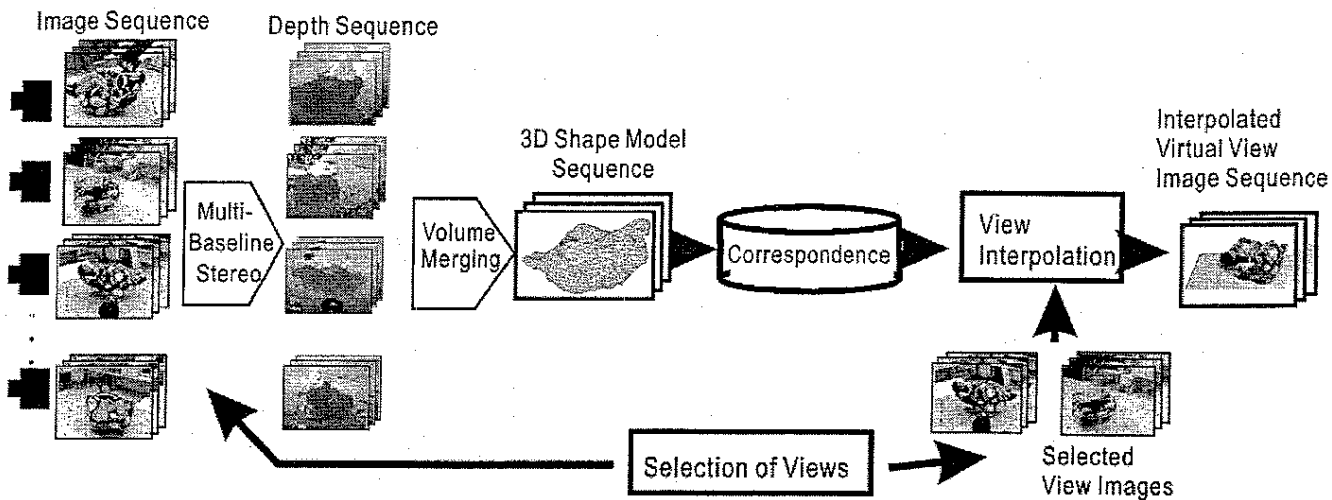 Image Sequence
Depth Sequence
Multi-
Baseline
Stereo
Volume
Merging
3D Shape Model
Sequence
Correspondence
View
Interpolation
Interpolated
Virtual View
Image Sequence
Selection of Views
Selected
View Images